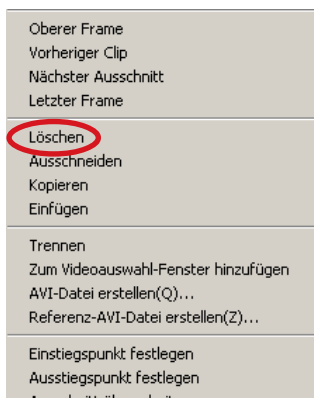 Oberer Frame
Vorheriger Clip
Nächster Ausschnitt
Letzter Frame
Löschen
Ausschneiden
Kopieren
Einfügen
Trennen
Zum Videoauswahl-Fenster hinzufügen
AVI-Datei erstellen(Q)...
Referenz-AVI-Datei erstellen(Z)...
Einstiegspunkt festlegen
Ausstiegspunkt festlegen